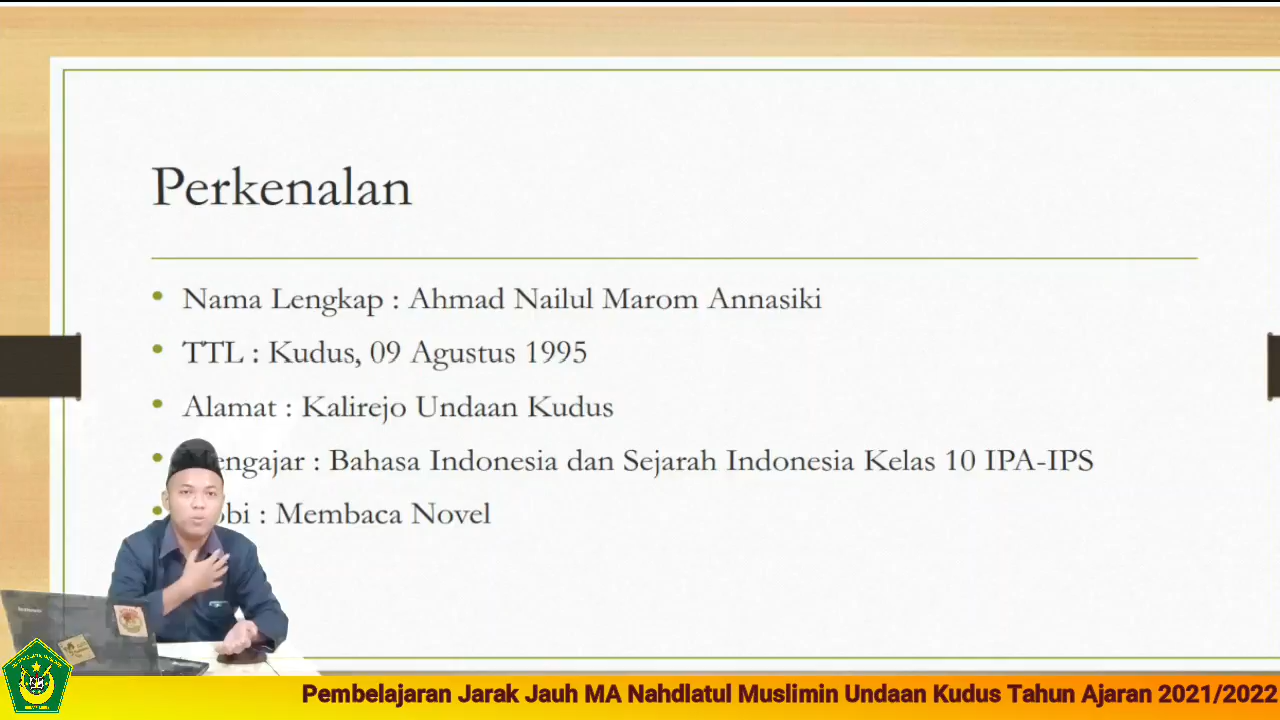 Perkenalan
• Nama Lengkap : Ahmad Nailul Marom Annasiki
• TTL : Kudus, 09 Agustus 1995
• Alamat : Kalirejo Undaan Kudus
• Mengajar : Bahasa Indonesia dan Sejarah Indonesia Kelas 10 IPA-IPS
• obi : Membaca Novel
Pembelajaran Jarak Jauh MA Nahdlatul Muslimin Undaan Kudus Tahun Ajaran 2021/2022